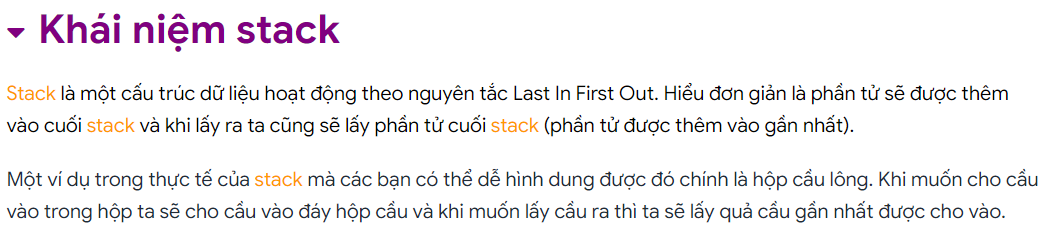 Khái niệm stack
Stack là một cấu trúc dữ liệu hoạt động theo nguyên tắc Last In First Out. Hiểu đơn giản là phần tử sẽ được thêm
vào cuối stack và khi lấy ra ta cũng sẽ lấy phần tử cuối stack (phần tử được thêm vào gần nhất).
Một ví dụ trong thực tế của stack mà các bạn có thể dễ hình dung được đó chính là hộp cầu lông. Khi muốn cho cầu
vào trong hộp ta sẽ cho cầu vào đáy hộp cầu và khi muốn lấy cầu ra thì ta sẽ lấy quả cầu gần nhất được cho vào.